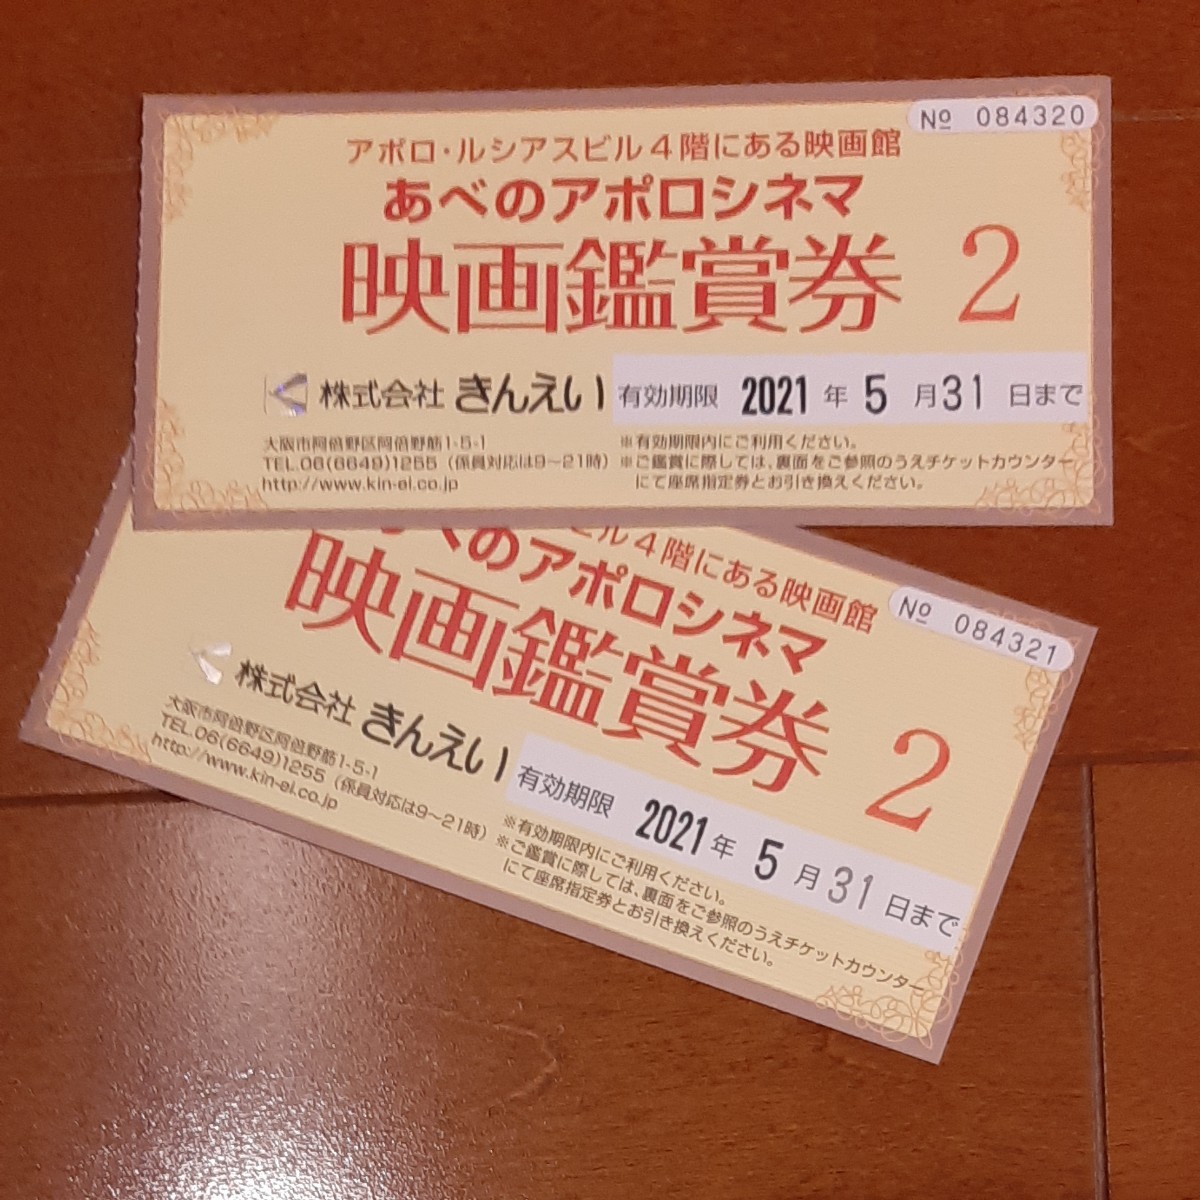 № 084320
アポロ・ルシアスビル4階にある映画館
あべのアポロシネマ
映画鑑賞券 2
株式会社 きんえい 有効期限 2021 年 5 月 31 日まで
大阪市阿倍野区阿倍野筋1-5-1
TEL.06(6649)1255 (係員対応は9〜21時)
http://www.kin-ei.co.jp
※有効期限内にご利用ください。
※ご鑑賞に際しては、裏面をご参照のうえチケットカウンター
にて座席指定券とお引き換えください。
№ 084321
ビル4階にある映画館
べのアポロシネマ
映画鑑賞券 2
株式会社 きんえい 有効期限 2021 年 5 月 31 日まで
大阪市阿倍野区阿倍野筋1-5-1
TEL.06(6649)1255 (係員対応は9〜21時)
http://www.kin-ei.co.jp
※有効期限内にご利用ください。
※ご鑑賞に際しては、裏面をご参照のうえチケットカウンター
にて座席指定券とお引き換えください。